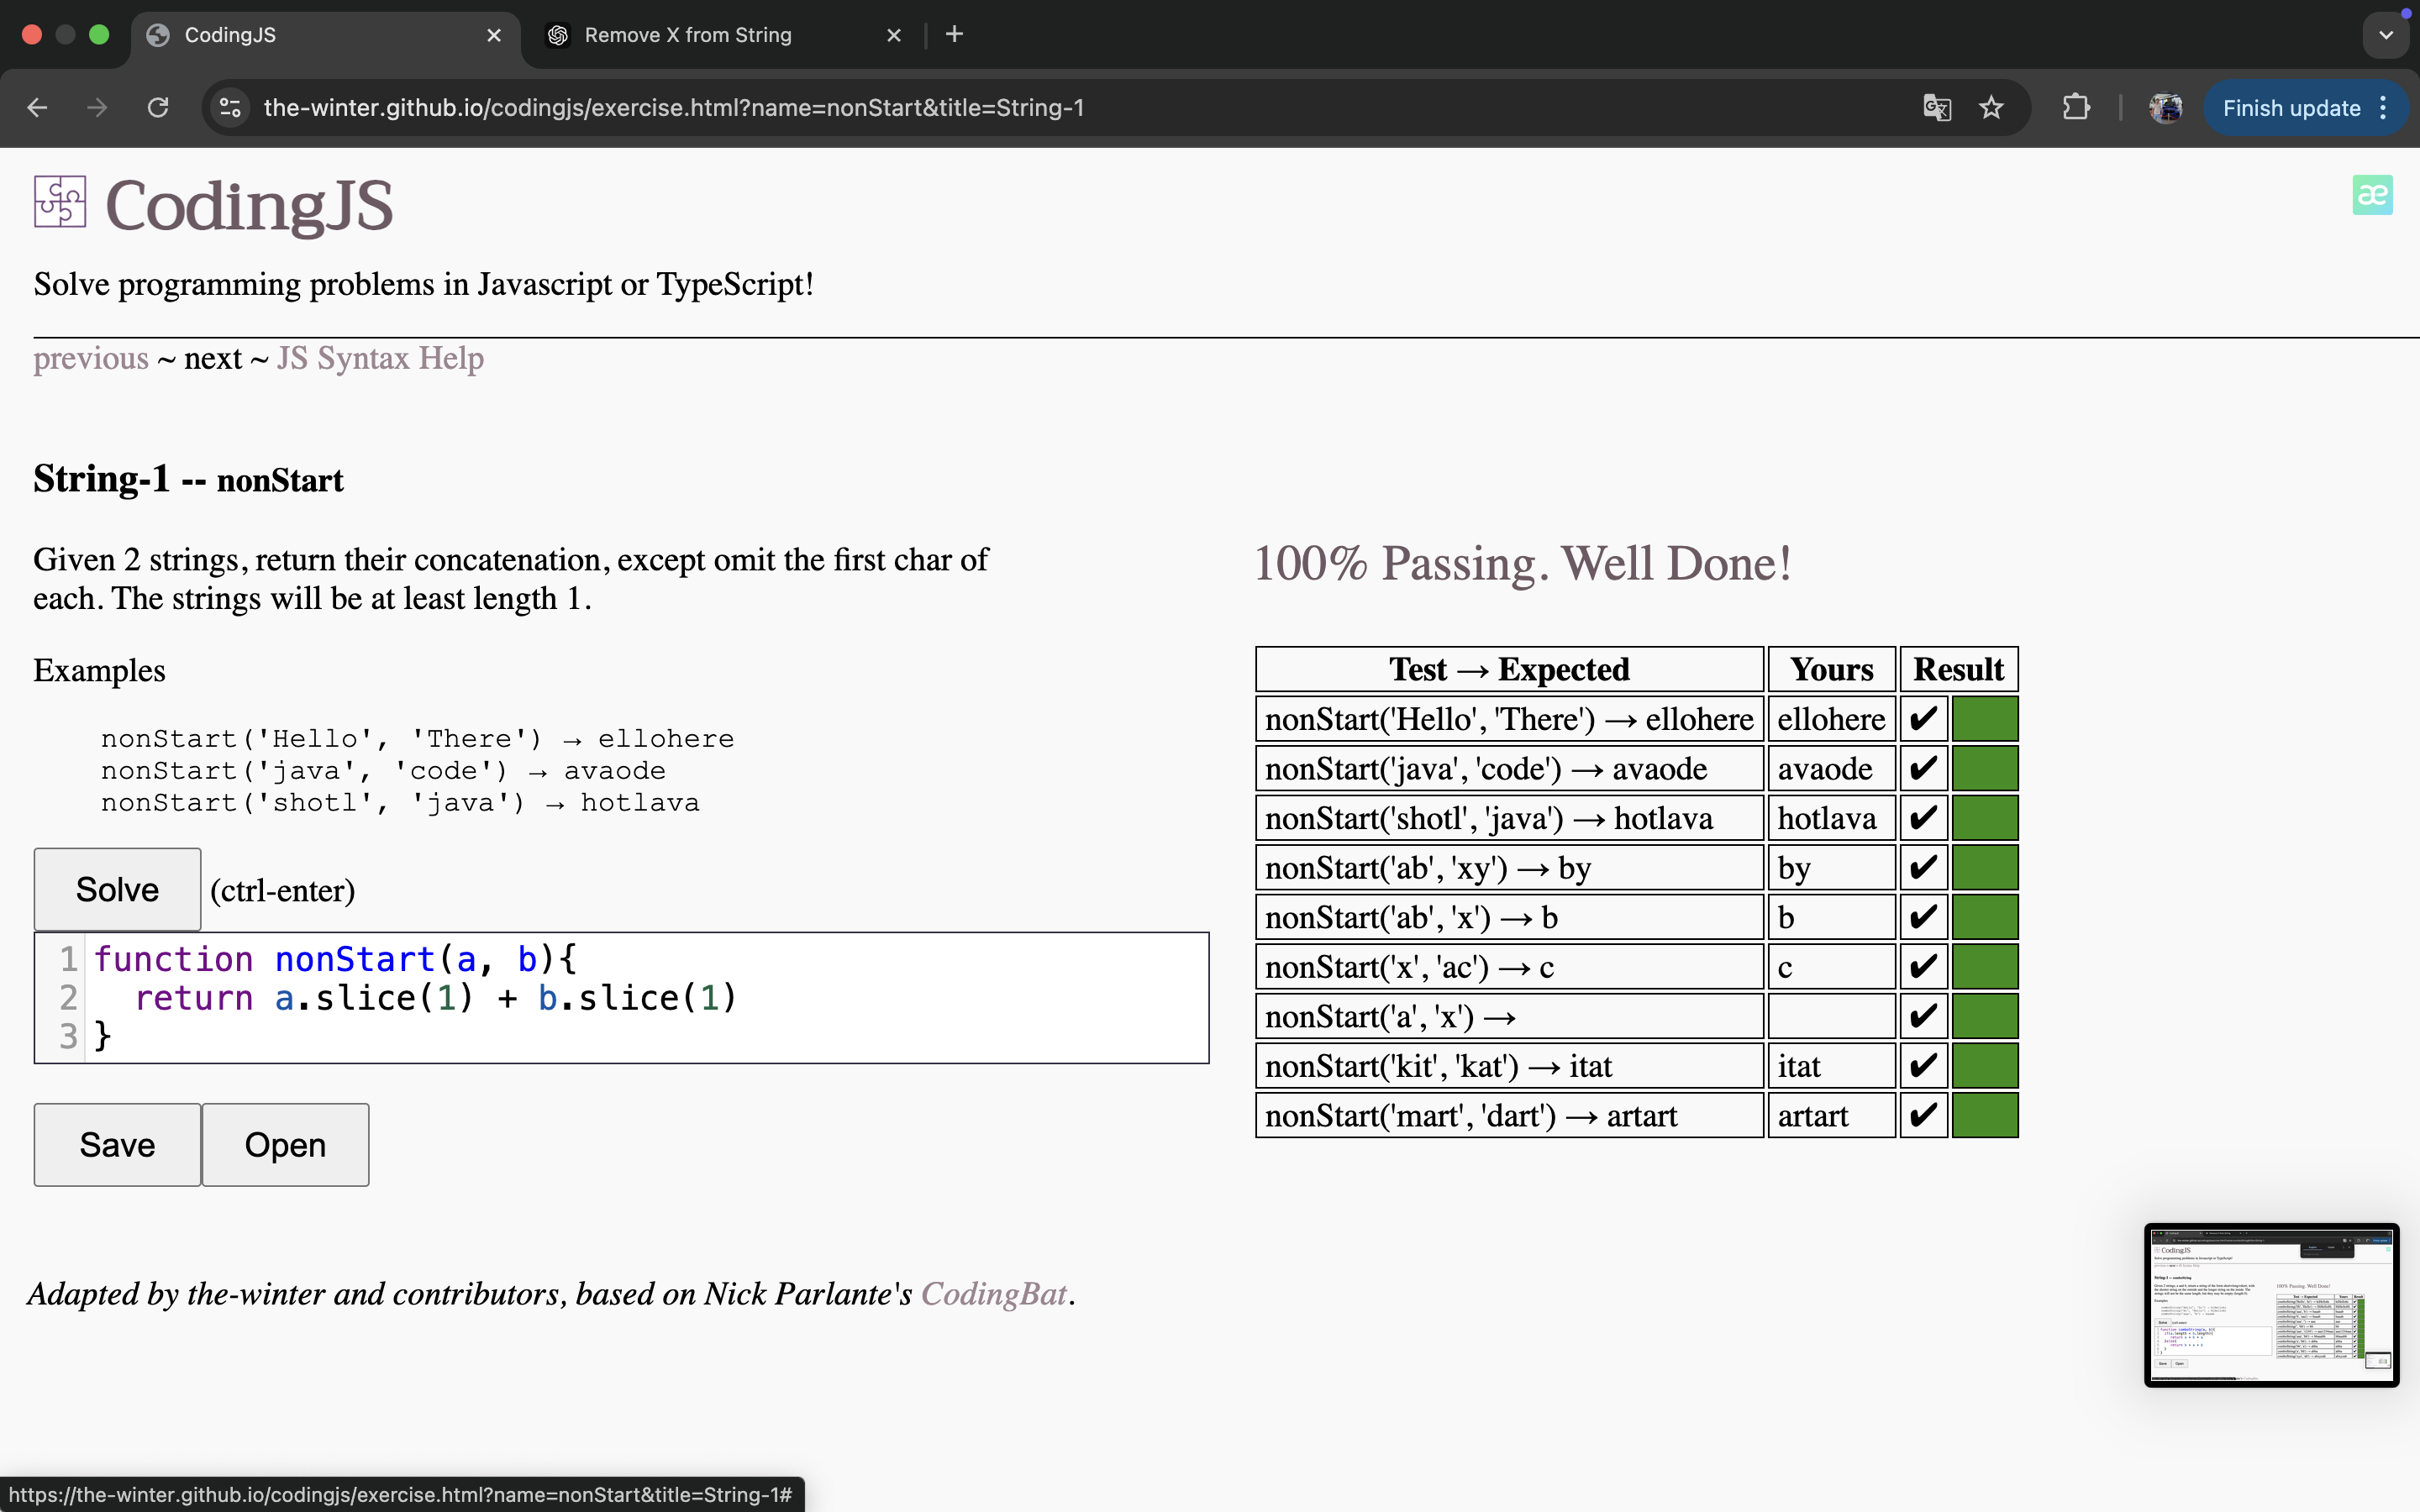 CodingJS
Remove X from String
the-winter.github.io/codingjs/exercise.html?name=nonStart&title=String-1
Finish update
CodingJS
æ
Solve programming problems in Javascript or TypeScript!
previous ~ next ~ JS Syntax Help
String-1 -- nonStart
Given 2 strings, return their concatenation, except omit the first char of
each. The strings will be at least length 1.
Examples
nonStart('Hello', 'There') → ellohere
nonStart('java', 'code') → avaode
nonStart('shotl', 'java') → hotlava
Solve (ctrl-enter)
1 function nonStart(a, b){
2 return a.slice(1) + b.slice(1)
3 }
Save Open
100% Passing. Well Done!
Test → Expected Yours Result
nonStart('Hello', 'There') → ellohere ellohere ✔
nonStart('java', 'code') → avaode avaode ✔
nonStart('shotl', 'java') → hotlava hotlava ✔
nonStart('ab', 'xy') → by by ✔
nonStart('ab', 'x') → b b ✔
nonStart('x', 'ac') → c c ✔
nonStart('a', 'x') → ✔
nonStart('kit', 'kat') → itat itat ✔
nonStart('mart', 'dart') → artart artart ✔
Adapted by the-winter and contributors, based on Nick Parlante's CodingBat.
https://the-winter.github.io/codingjs/exercise.html?name=nonStart&title=String-1#